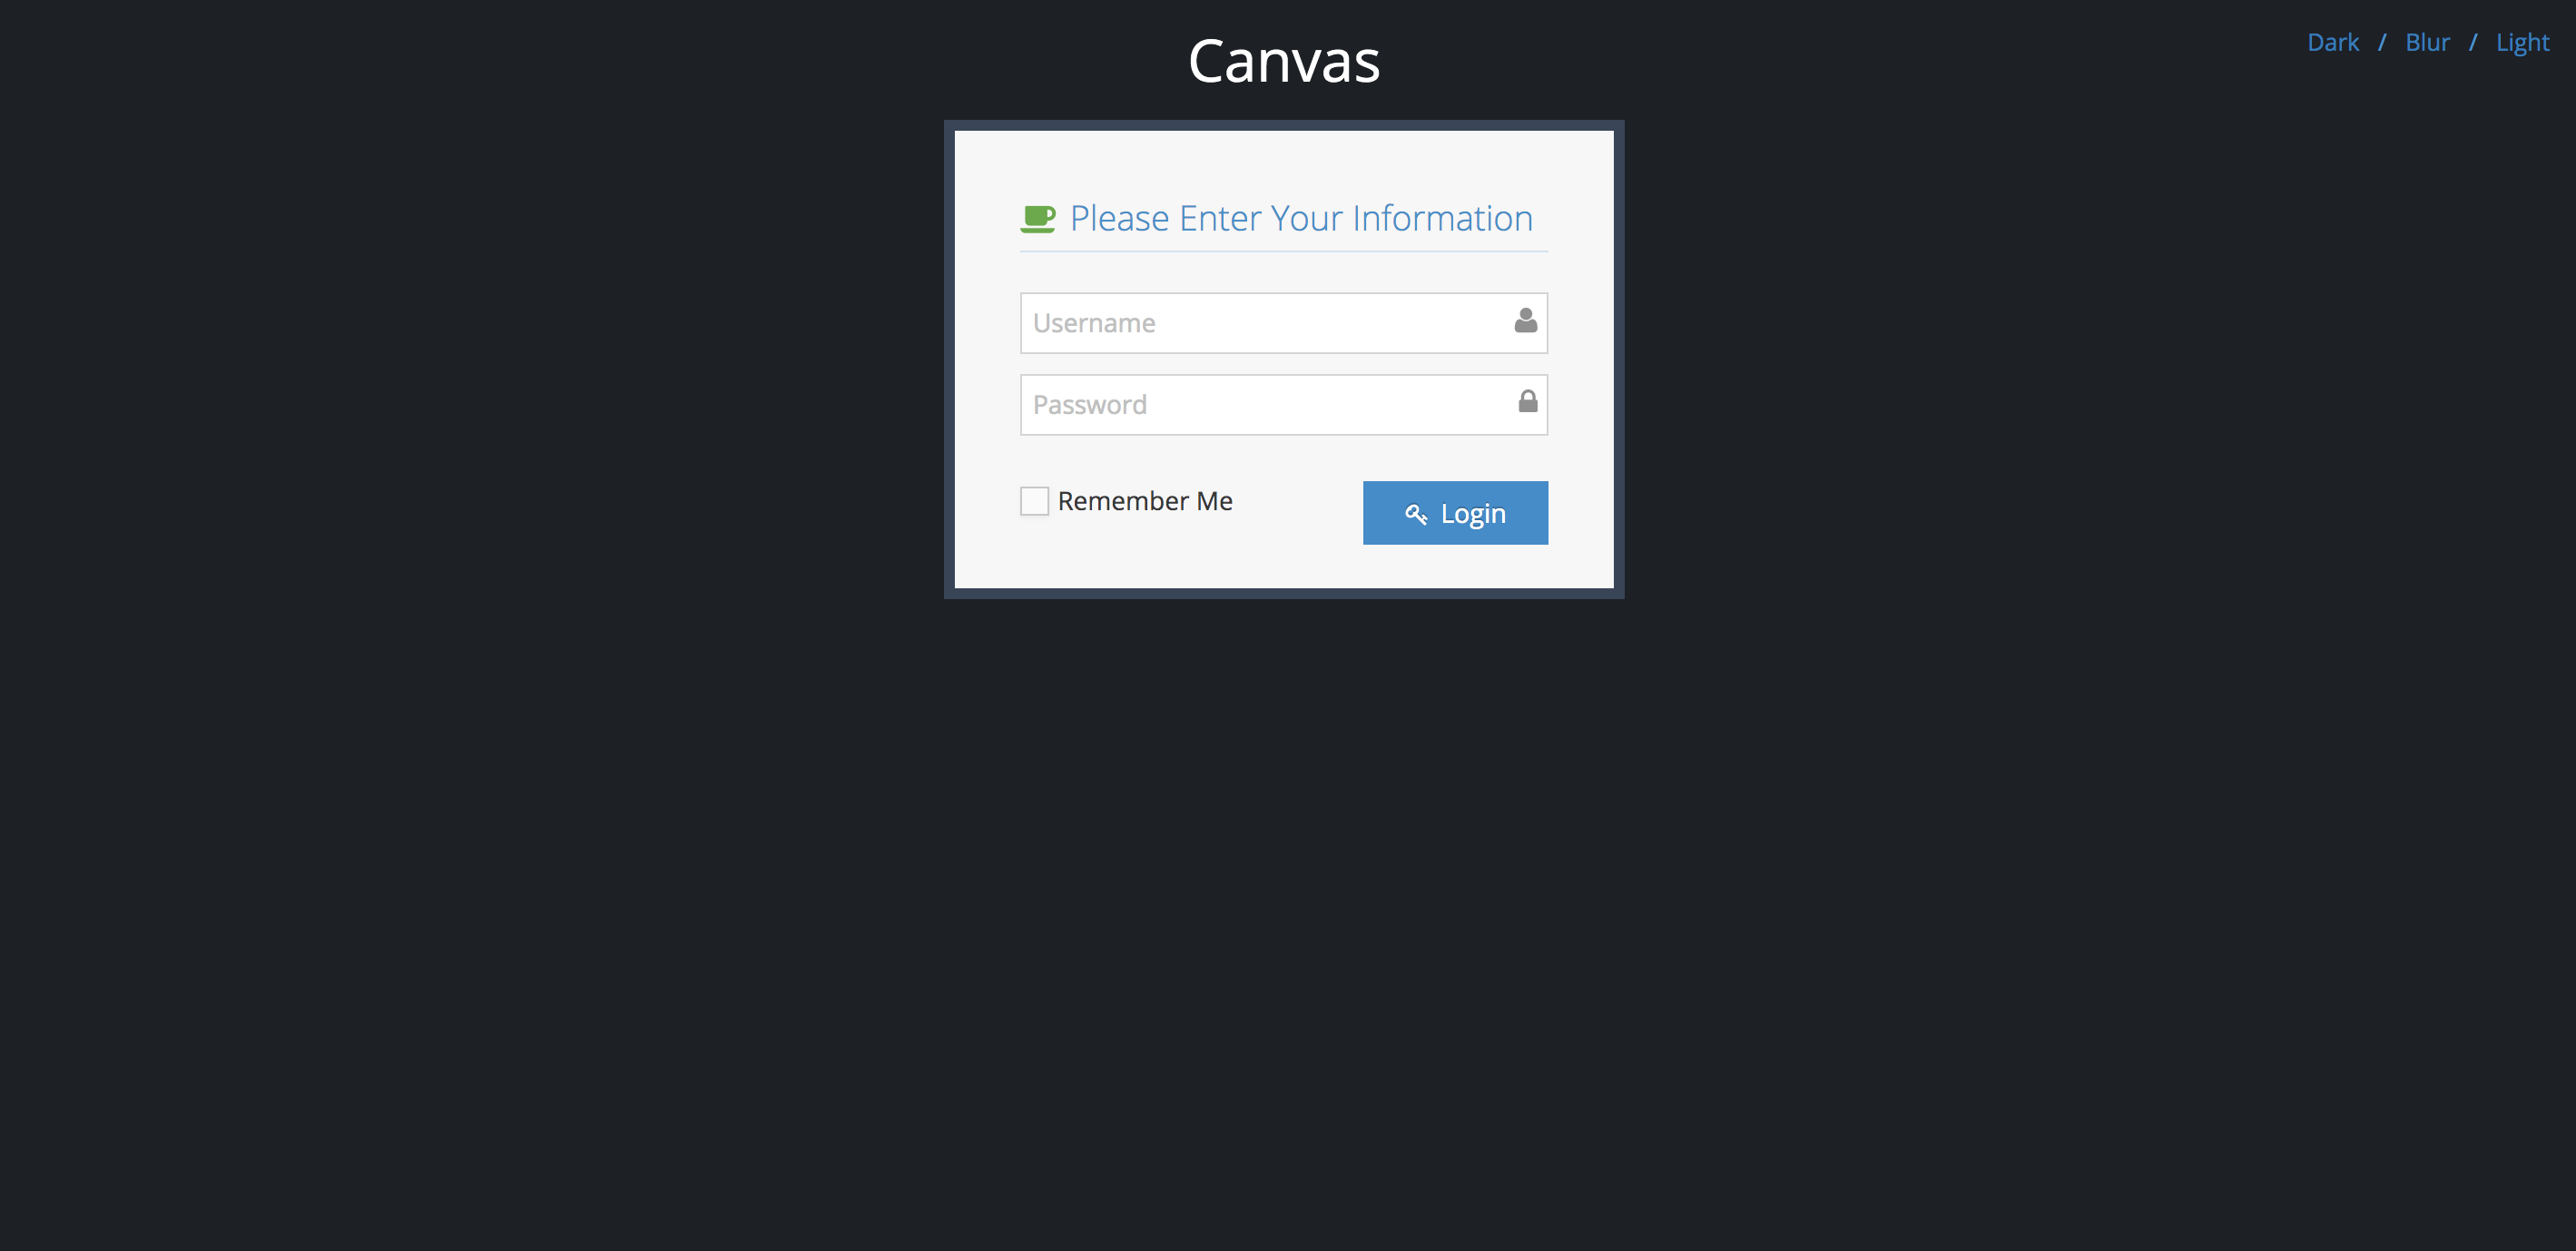 Canvas
Dark / Blur / Light
Please Enter Your Information
Username
Password
Remember Me
Login